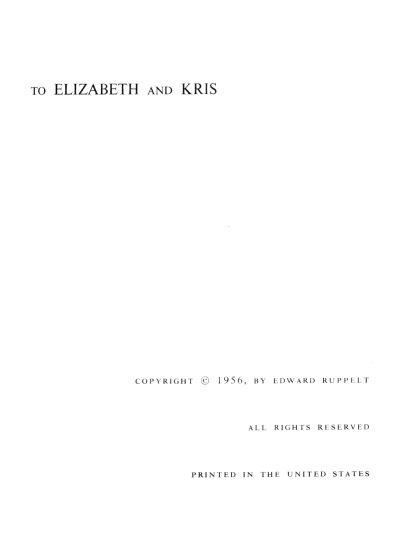 TO ELIZABETH AND KRIS
COPYRIGHT © 1956, BY EDWARD RUPPELT
ALL RIGHTS RESERVED
PRINTED IN THE UNITED STATES